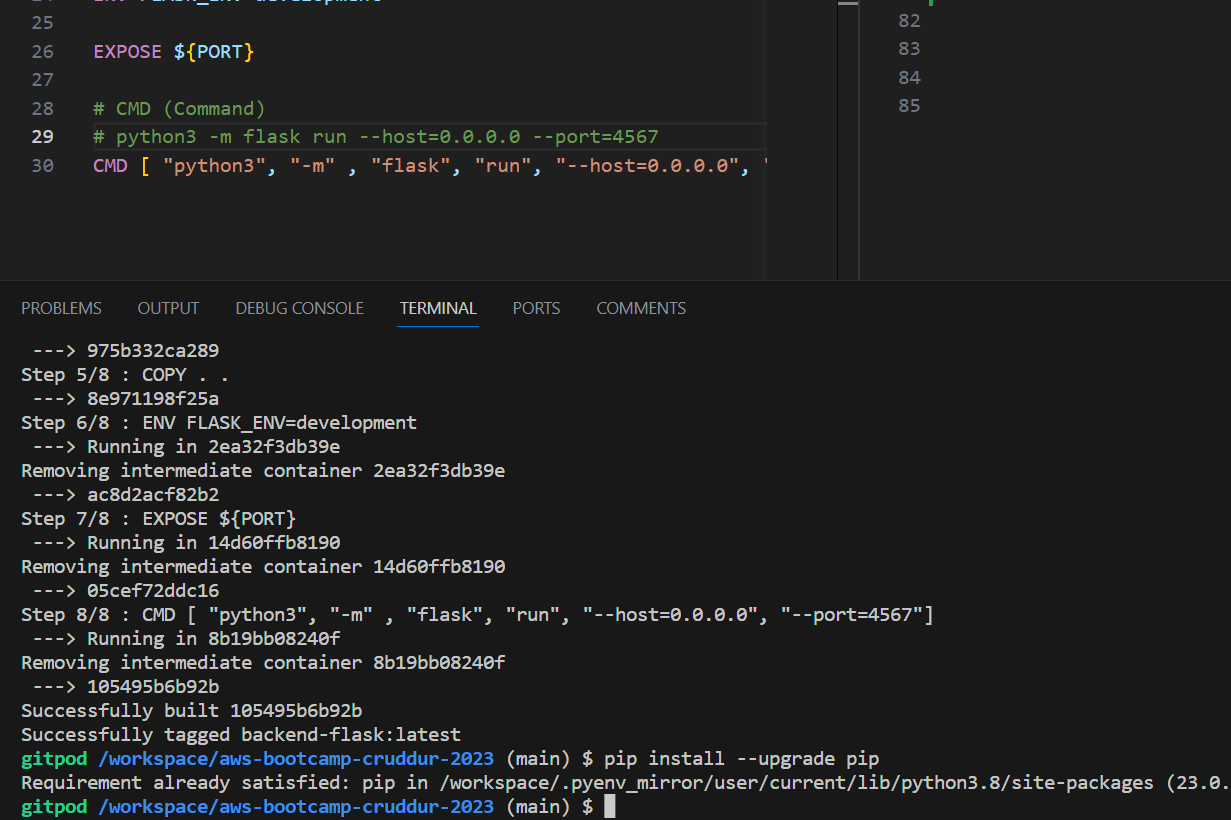 25
26 EXPOSE ${PORT}
27
28 # CMD (Command)
29 # python3 -m flask run --host=0.0.0.0 --port=4567
30 CMD [ "python3", "-m" , "flask", "run", "--host=0.0.0.0", "
82
83
84
85
PROBLEMS OUTPUT DEBUG CONSOLE TERMINAL PORTS COMMENTS
---> 975b332ca289
Step 5/8 : COPY . .
---> 8e971198f25a
Step 6/8 : ENV FLASK_ENV=development
---> Running in 2ea32f3db39e
Removing intermediate container 2ea32f3db39e
---> ac8d2acf82b2
Step 7/8 : EXPOSE ${PORT}
---> Running in 14d60ffb8190
Removing intermediate container 14d60ffb8190
---> 05cef72ddc16
Step 8/8 : CMD [ "python3", "-m" , "flask", "run", "--host=0.0.0.0", "--port=4567"]
---> Running in 8b19bb08240f
Removing intermediate container 8b19bb08240f
---> 105495b6b92b
Successfully built 105495b6b92b
Successfully tagged backend-flask:latest
gitpod /workspace/aws-bootcamp-cruddur-2023 (main) $ pip install --upgrade pip
Requirement already satisfied: pip in /workspace/.pyenv_mirror/user/current/lib/python3.8/site-packages (23.0.
gitpod /workspace/aws-bootcamp-cruddur-2023 (main) $